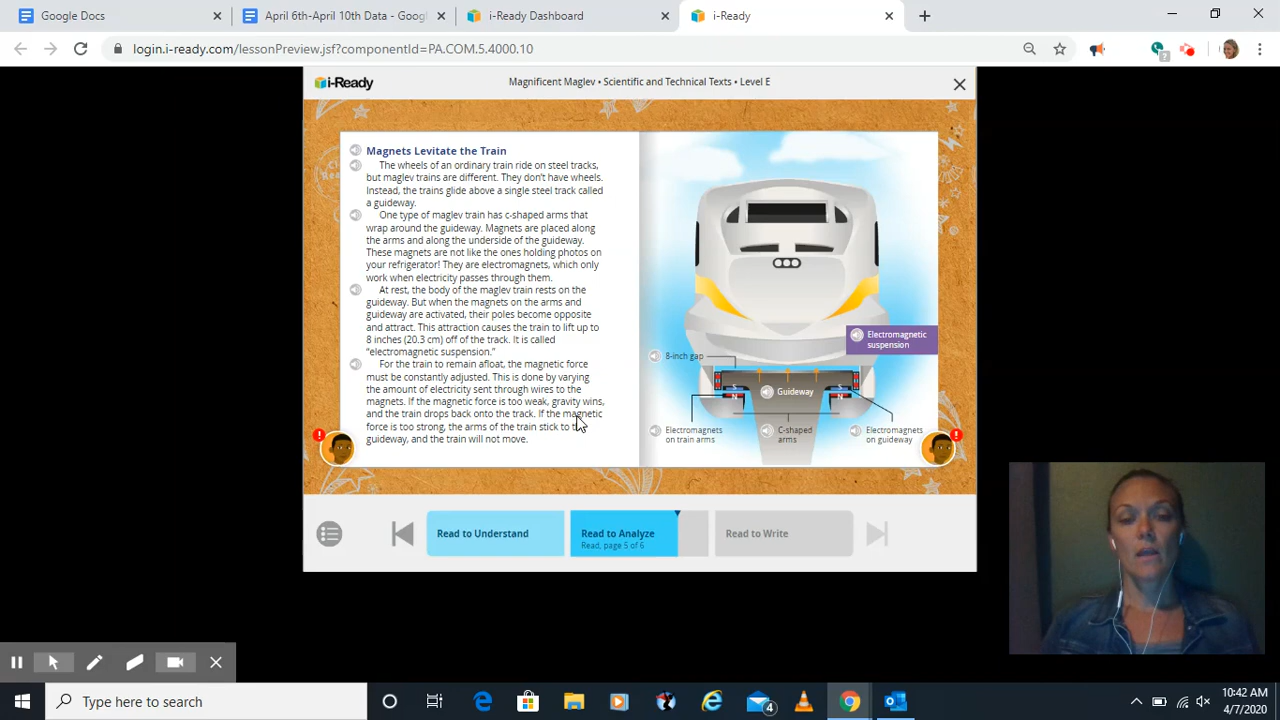 Google Docs
April 6th-April 10th Data - Goog
i-Ready Dashboard
i-Ready
login.i-ready.com/lessonPreview.jsf?componentId=PA.COM.5.4000.10
i-Ready
Magnificent Maglev • Scientific and Technical Texts • Level E
Magnets Levitate the Train
The wheels of an ordinary train ride on steel tracks,
but maglev trains are different. They don't have wheels.
Instead, the trains glide above a single steel track called
a guideway.
One type of maglev train has c-shaped arms that
wrap around the guideway. Magnets are placed along
the arms and along the underside of the guideway.
These magnets are not like the ones holding photos on
your refrigerator! They are electromagnets, which only
work when electricity passes through them.
At rest, the body of the maglev train rests on the
guideway. But when the magnets on the arms and
guideway are activated, their poles become opposite
and attract. This attraction causes the train to lift up to
8 inches (20.3 cm) off of the track. It is called
"electromagnetic suspension."
For the train to remain afloat, the magnetic force
must be constantly adjusted. This is done by varying
the amount of electricity sent through wires to the
magnets. If the magnetic force is too weak, gravity wins,
and the train drops back onto the track. If the magnetic
force is too strong, the arms of the train stick to the
guideway, and the train will not move.
Electromagnetic
suspension
8-inch gap
S
N
Guideway
S
N
Electromagnets
on train arms
C-shaped
arms
Electromagnets
on guideway
!
!
Read to Understand
Read to Analyze
Read, page 5 of 6
Read to Write
Type here to search
4
10:42 AM
4/7/2020